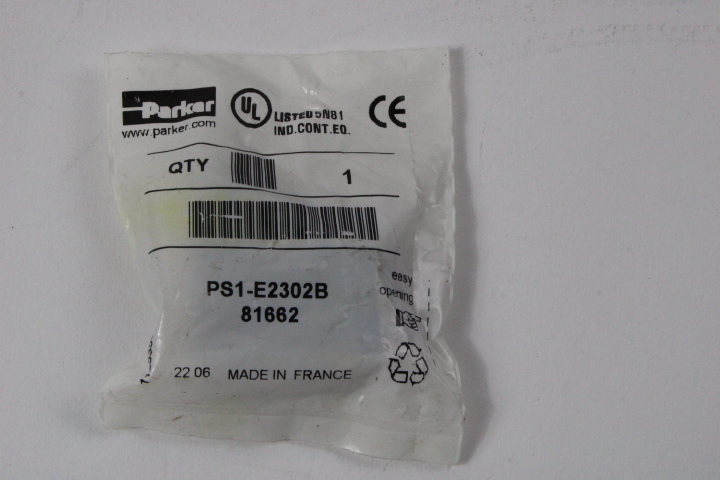 Parker
www.parker.com
UL
LISTED 5N81
IND.CONT.EQ.
CE
QTY 1
PS1-E2302B
81662
easy
opening
22 06 MADE IN FRANCE